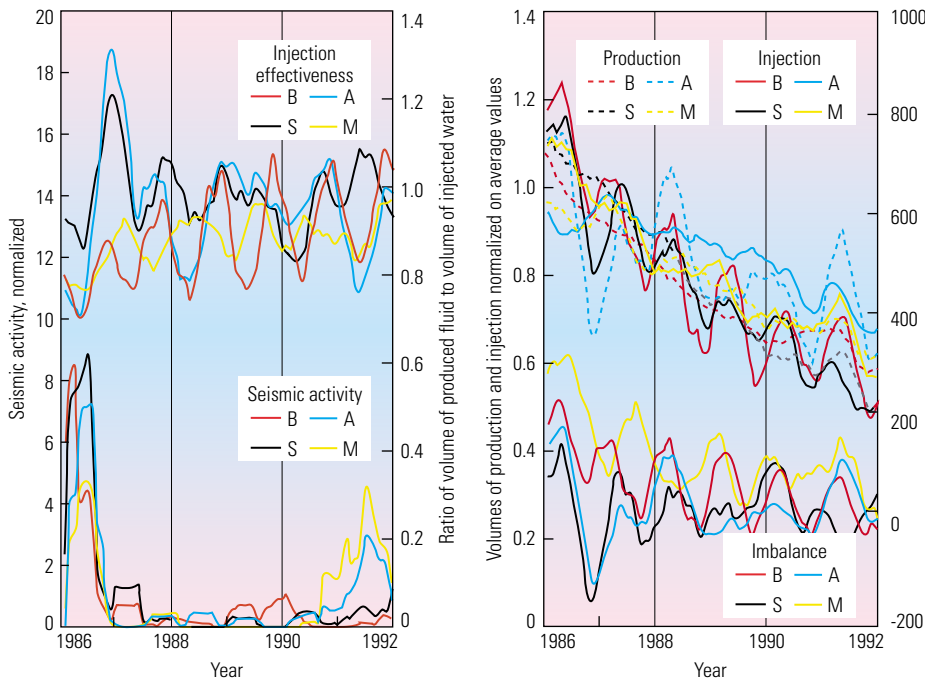 Seismic activity, normalized
20
18
16
14
12
10
8
6
4
2
0
1.4
1.2
1.0
0.8
0.6
0.4
0.2
0
Ratio of volume of produced fluid to volume of injected water
Injection
effectiveness
B A
S M
Seismic activity
B A
S M
1986 1988 1990 1992
Year
Volumes of production and injection normalized on average values
1.4
1.2
1.0
0.8
0.6
0.4
0.2
0
1000
800
600
400
200
0
-200
Production
B A
S M
Injection
B A
S M
Imbalance
B A
S M
1986 1988 1990 1992
Year